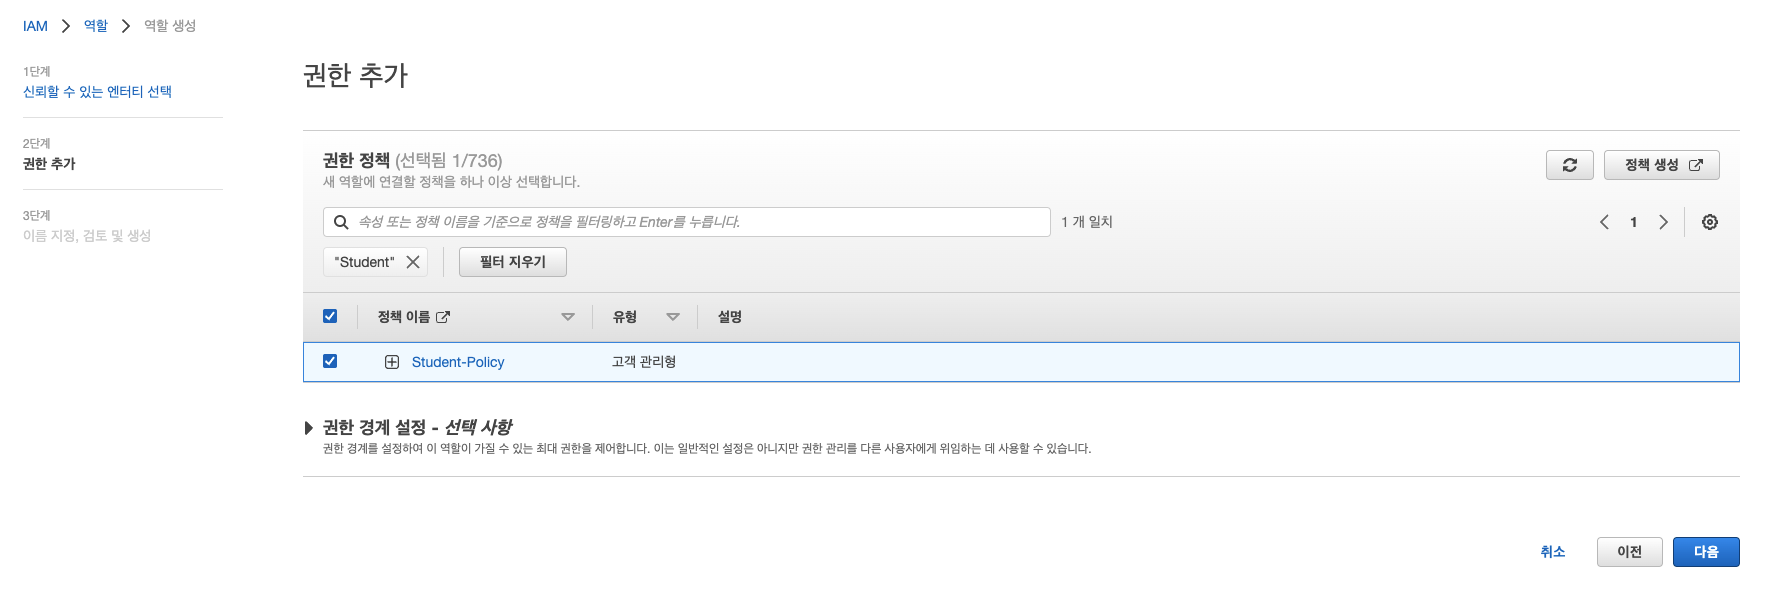 IAM 역할 역할 생성
1단계
신뢰할 수 있는 엔터티 선택
2단계
권한 추가
3단계
이름 지정, 검토 및 생성
권한 추가
권한 정책 (선택됨 1/736)
새 역할에 연결할 정책을 하나 이상 선택합니다.
정책 생성
속성 또는 정책 이름을 기준으로 정책을 필터링하고 Enter를 누릅니다.
1 개 일치
1
"Student"
필터 지우기
정책 이름 유형 설명
Student-Policy 고객 관리형
권한 경계 설정 - 선택 사항
권한 경계를 설정하여 이 역할이 가질 수 있는 최대 권한을 제어합니다. 이는 일반적인 설정은 아니지만 권한 관리를 다른 사용자에게 위임하는 데 사용할 수 있습니다.
취소 이전 다음